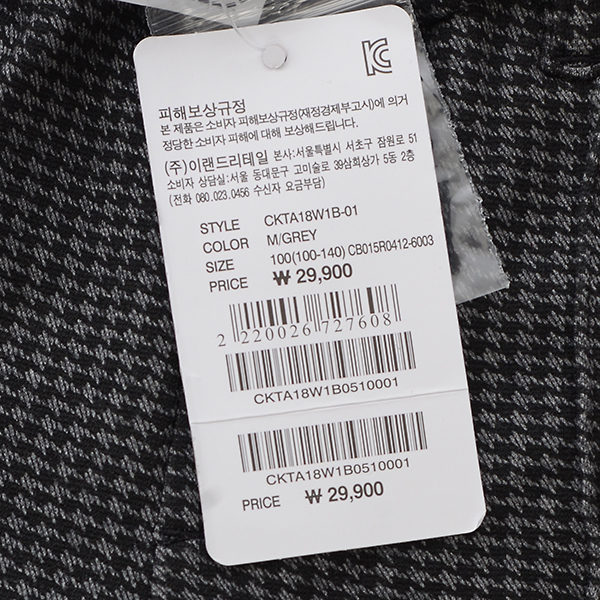 피해보상규정
본 제품은 소비자 피해보상규정(재정경제부고시)에 의거
정당한 소비자 피해에 대해 보상해드립니다.
(주)이랜드리테일 본사:서울특별시 서초구 잠원로 51
소비자 상담실:서울 동대문구 고미술로 39삼희상가 5동 2층
(전화 080.023.0456 수신자 요금부담)
STYLE CKTA18W1B-01
COLOR M/GREY
SIZE 100(100-140) CB015R0412-6003
PRICE ₩ 29,900
2 220026 727608
CKTA18W1B0510001
CKTA18W1B0510001
PRICE ₩ 29,900